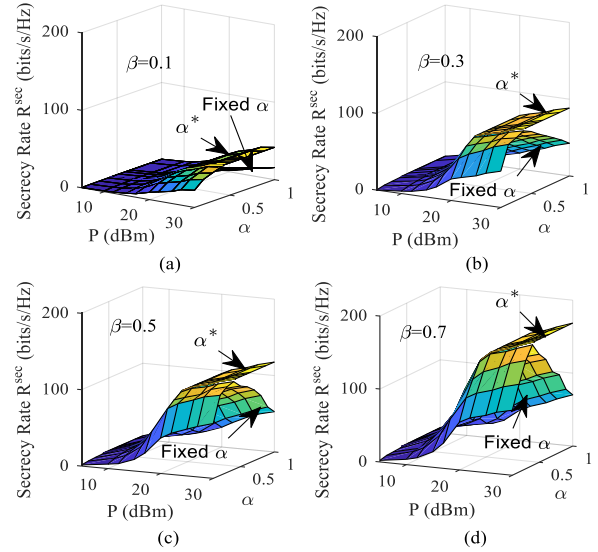 (a)
Secrecy Rate R^sec (bits/s/Hz)
200
100
0
β=0.1
Fixed α
α*
10
20
30
P (dBm)
0.5
1
α
(a)
Secrecy Rate R^sec (bits/s/Hz)
200
100
0
β=0.3
α*
Fixed α
10
20
30
P (dBm)
0.5
1
α
(b)
Secrecy Rate R^sec (bits/s/Hz)
200
100
0
β=0.5
α*
Fixed α
10
20
30
P (dBm)
0.5
1
α
(c)
Secrecy Rate R^sec (bits/s/Hz)
200
100
0
β=0.7
α*
Fixed α
10
20
30
P (dBm)
0.5
1
α
(d)